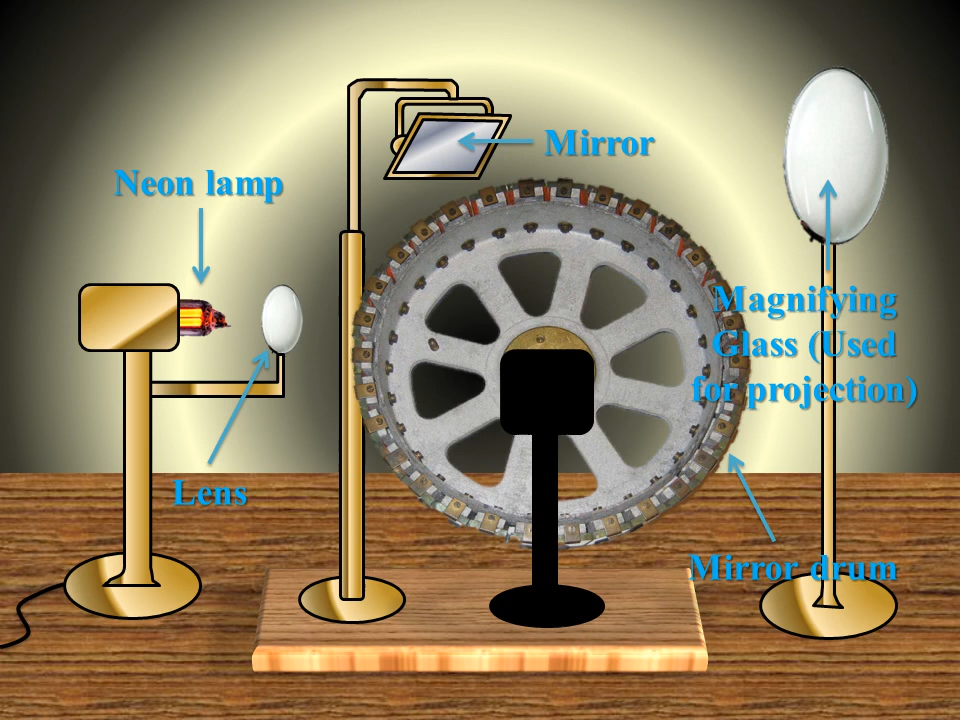 Mirror
Neon lamp
Magnifying
Glass (Used
for projection)
Lens
Mirror drum